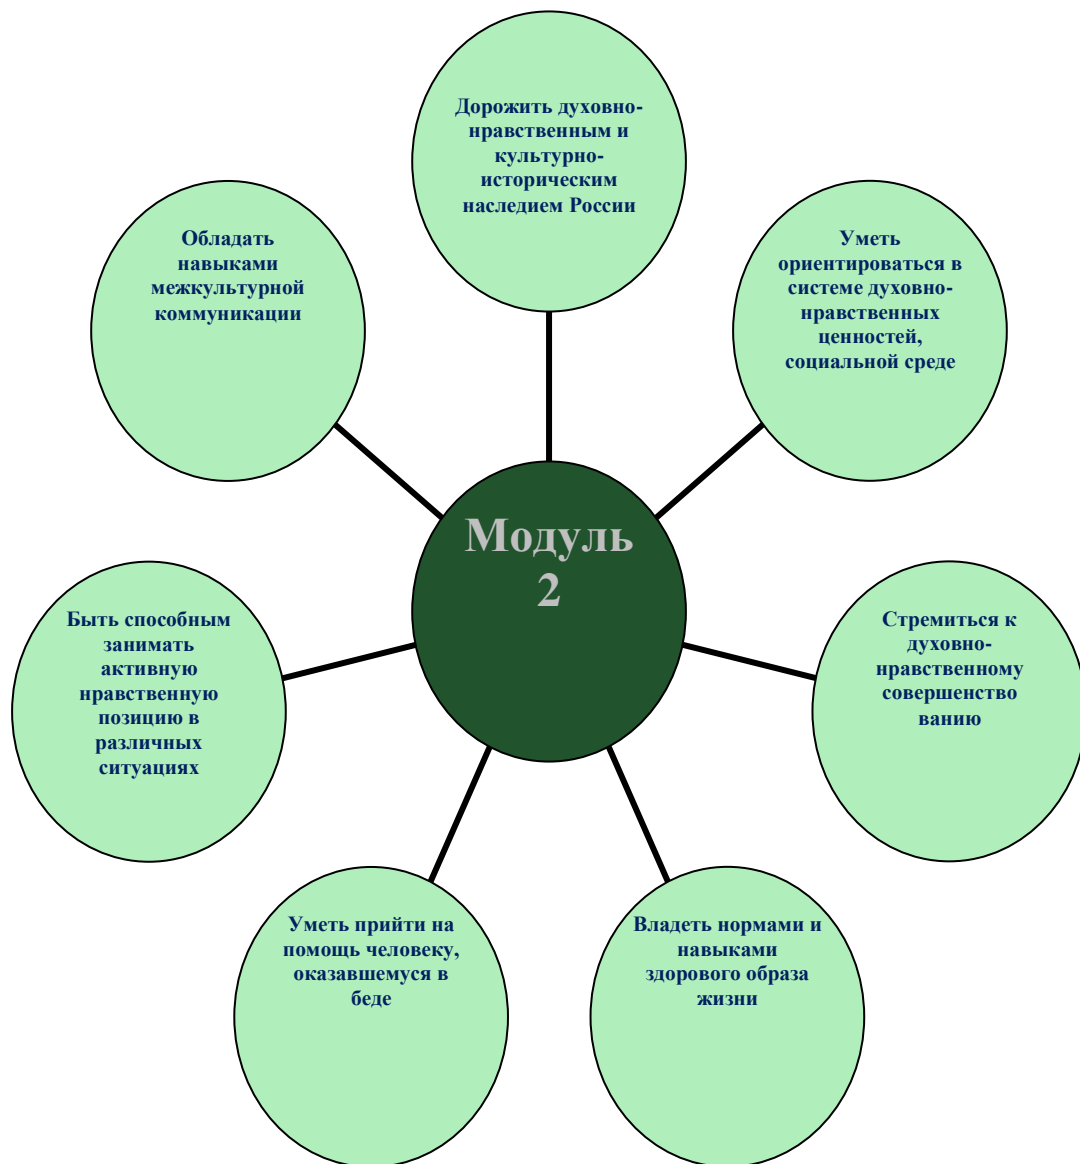 Дорожить духовно-
нравственным и
культурно-
историческим
наследием России
Обладать
навыками
межкультурной
коммуникации
Уметь
ориентироваться в
системе духовно-
нравственных
ценностей,
социальной среде
Модуль
2
Быть способным
занимать
активную
нравственную
позицию в
различных
ситуациях
Стремиться к
духовно-
нравственному
совершенство
ванию
Уметь прийти на
помощь человеку,
оказавшемуся в
беде
Владеть нормами и
навыками
здорового образа
жизни